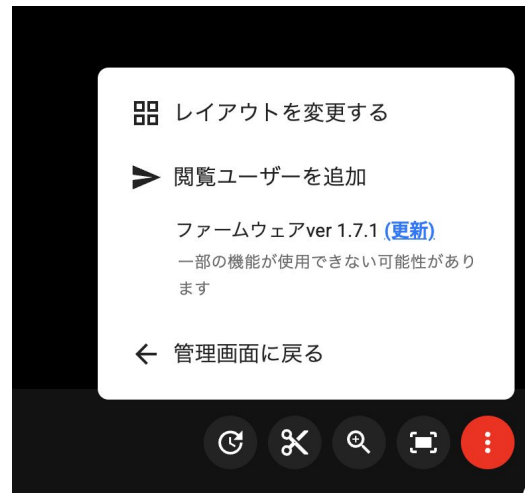 レイアウトを変更する
閲覧ユーザーを追加
ファームウェアver 1.7.1 (更新)
一部の機能が使用できない可能性があり
ます
管理画面に戻る